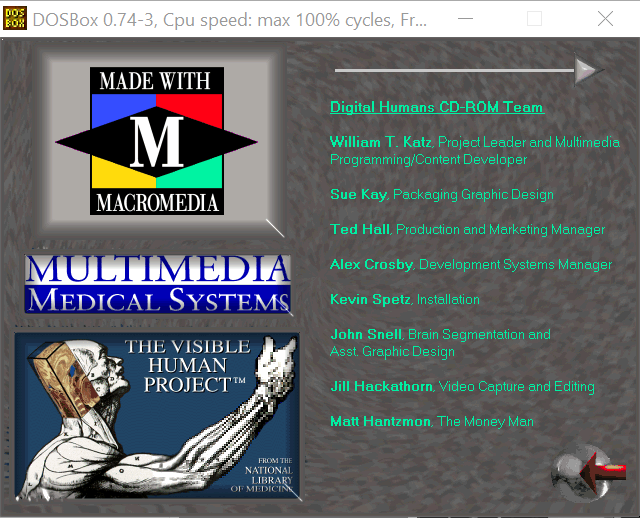 DOS
BOX
DOSBox 0.74-3, Cpu speed: max 100% cycles, Fr...
MADE WITH
M
MACROMEDIA
MULTIMEDIA
MEDICAL SYSTEMS
THE VISIBLE
HUMAN
PROJECT™
FROM THE
NATIONAL
LIBRARY
OF MEDICINE
Digital Humans CD-ROM Team
William T. Katz, Project Leader and Multimedia
Programming/Content Developer
Sue Kay, Packaging Graphic Design
Ted Hall, Production and Marketing Manager
Alex Crosby, Development Systems Manager
Kevin Spetz, Installation
John Snell, Brain Segmentation and
Asst. Graphic Design
Jill Hackathorn, Video Capture and Editing
Matt Hantzmon, The Money Man